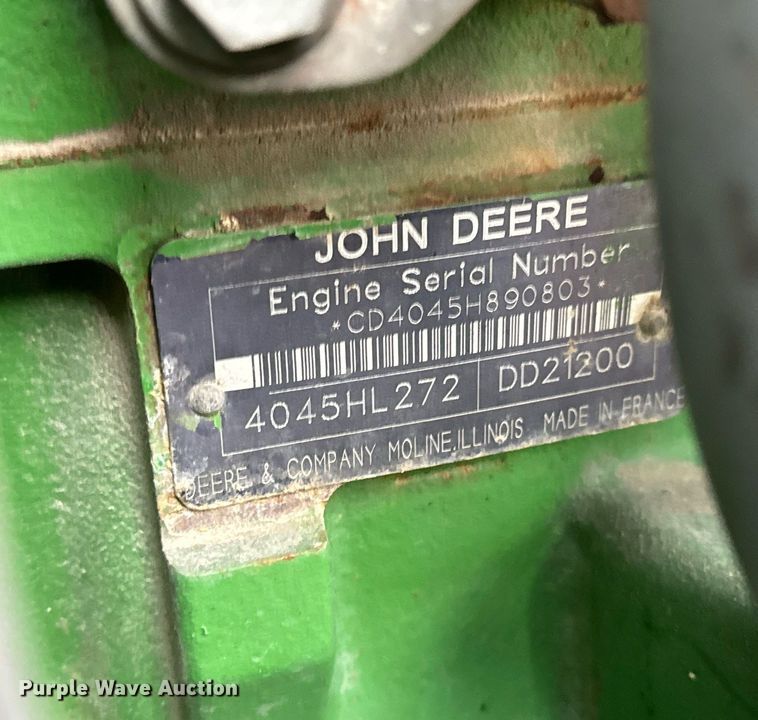 JOHN DEERE
Engine Serial Number
*CD4045H890803*
4045HL272 DD21200
DEERE & COMPANY MOLINE,ILLINOIS MADE IN FRANCE
Purple Wave Auction